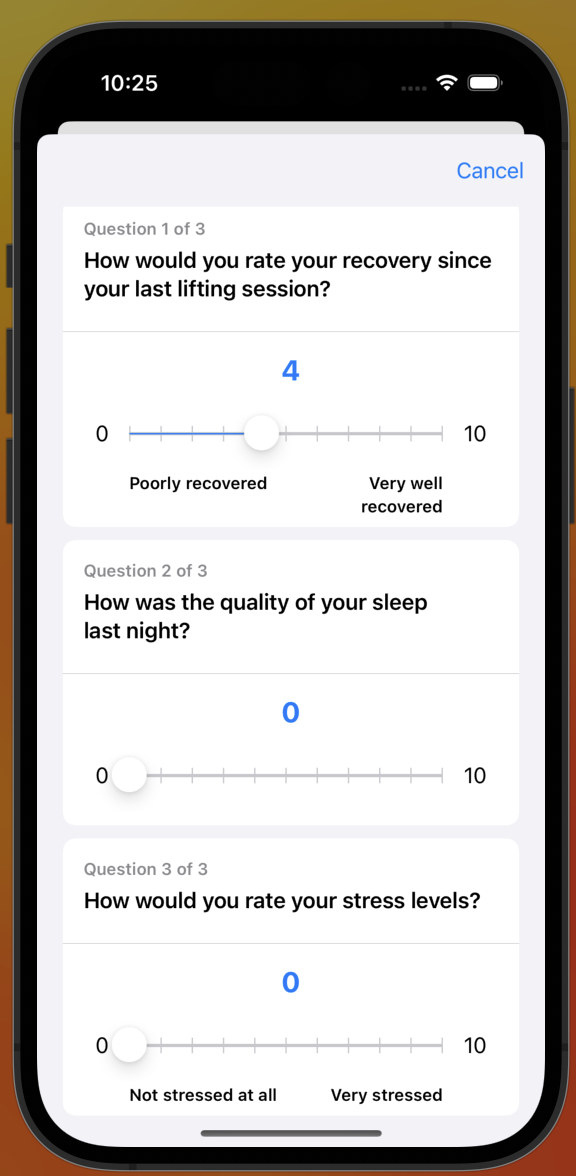 10:25
Cancel
Question 1 of 3
How would you rate your recovery since
your last lifting session?
4
0 10
Poorly recovered Very well
recovered
Question 2 of 3
How was the quality of your sleep
last night?
0
0 10
Question 3 of 3
How would you rate your stress levels?
0
0 10
Not stressed at all Very stressed